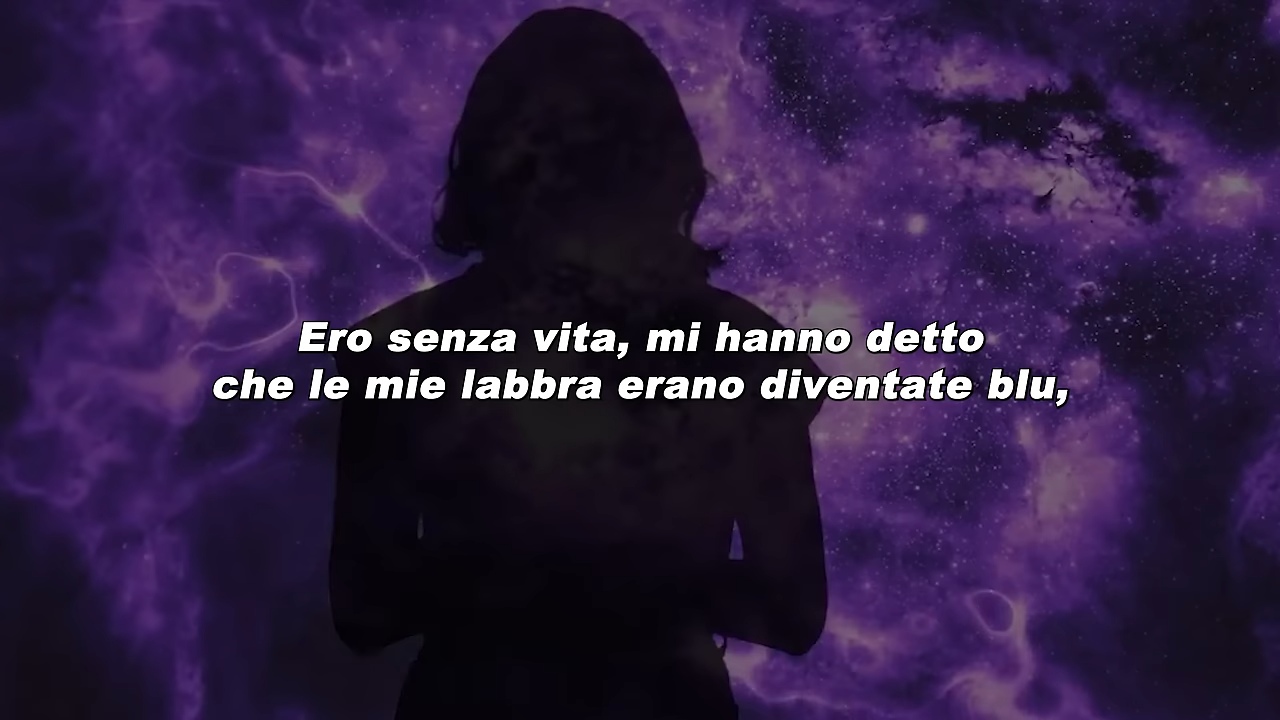 Ero senza vita, mi hanno detto
che le mie labbra erano diventate blu,